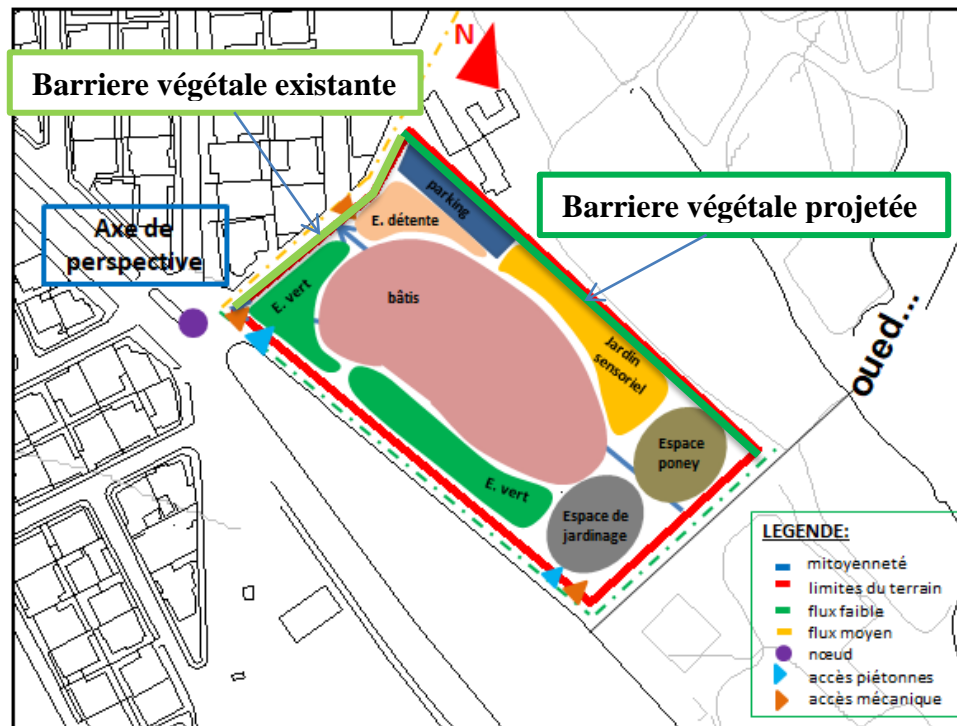 N
Barriere végétale existante
parking
E. détente
Barriere végétale projetée
Axe de
perspective
E. vert
bâtis
Jardin
sensoriel
oued...
Espace
poney
E. vert
Espace de
jardinage
LEGENDE:
mitoyenneté
limites du terrain
flux faible
flux moyen
nœud
accès piétonnes
accès mécanique